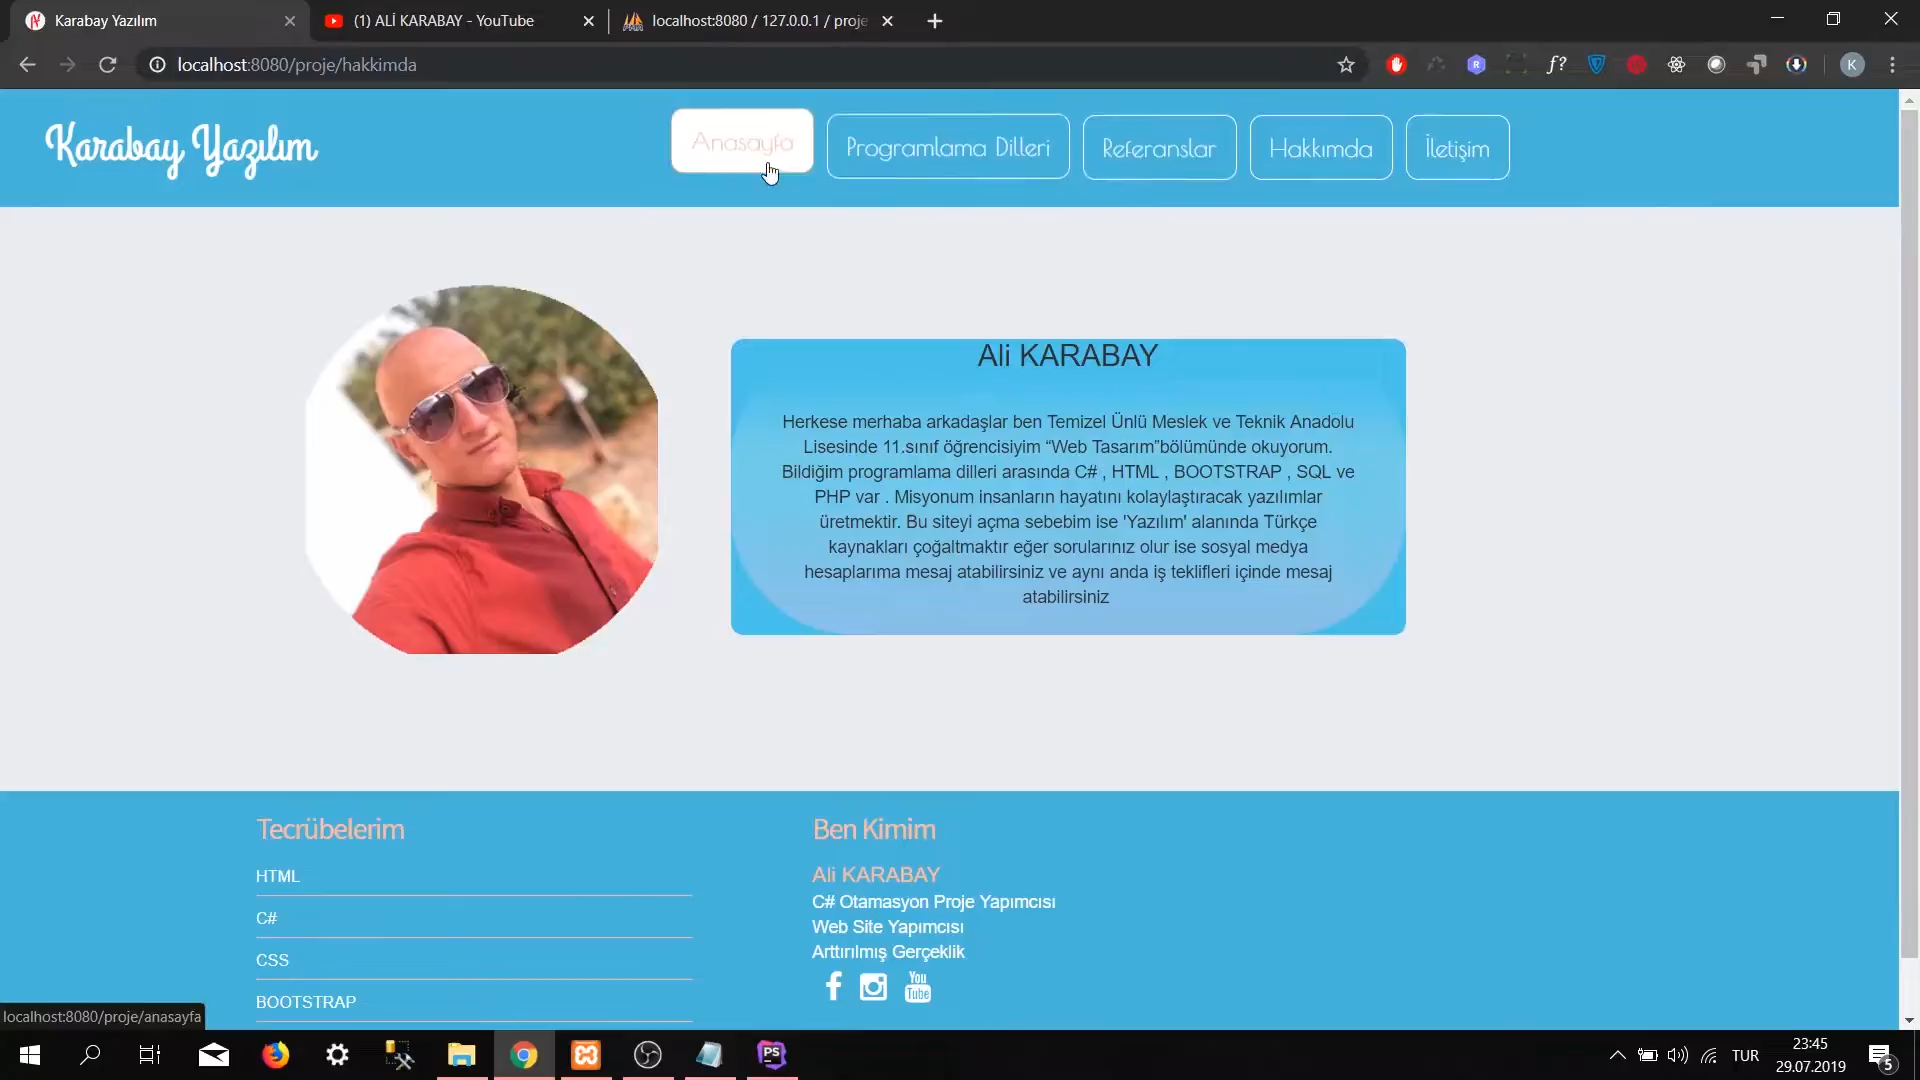 Karabay Yazılım
(1) ALİ KARABAY - YouTube
localhost:8080 / 127.0.0.1 / proje
localhost:8080/proje/hakkimda
f?
K
Karabay Yazılım
Anasayfa
Programlama Dilleri
Referanslar
Hakkımda
İletişim
Ali KARABAY
Herkese merhaba arkadaşlar ben Temizel Ünlü Meslek ve Teknik Anadolu
Lisesinde 11.sınıf öğrencisiyim “Web Tasarım”bölümünde okuyorum.
Bildiğim programlama dilleri arasında C# , HTML , BOOTSTRAP , SQL ve
PHP var . Misyonum insanların hayatını kolaylaştıracak yazılımlar
üretmektir. Bu siteyi açma sebebim ise 'Yazılım' alanında Türkçe
kaynakları çoğaltmaktır eğer sorularınız olur ise sosyal medya
hesaplarıma mesaj atabilirsiniz ve aynı anda iş teklifleri içinde mesaj
atabilirsiniz
Tecrübelerim
HTML
C#
CSS
BOOTSTRAP
Ben Kimim
Ali KARABAY
C# Otamasyon Proje Yapımcısı
Web Site Yapımcısı
Arttırılmış Gerçeklik
You
Tube
localhost:8080/proje/anasayfa
PS
TUR
23:45
29.07.2019
5